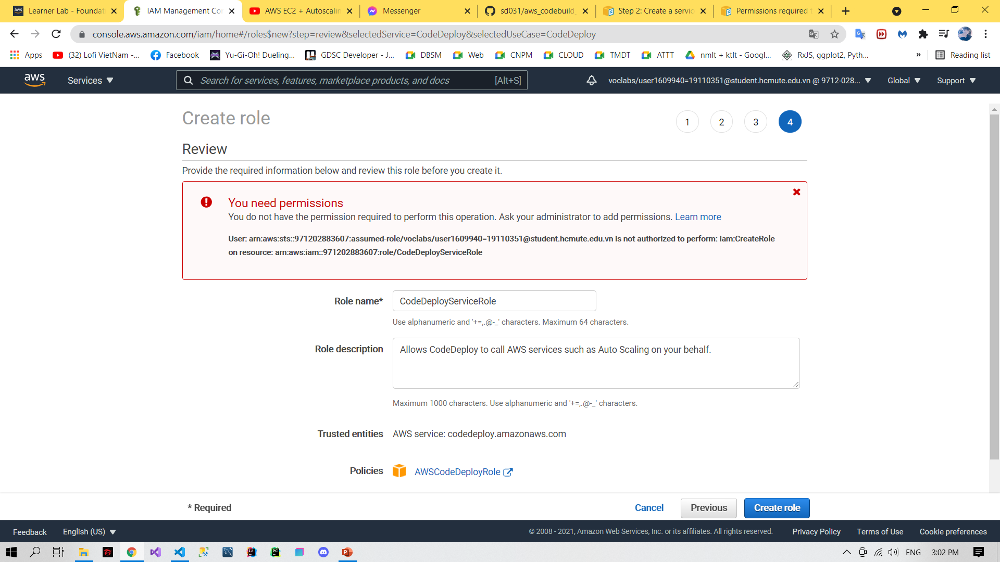 Learner Lab - Foundat
IAM Management Co
AWS EC2 + Autoscalin
Messenger
sd031/aws_codebuild_
Step 2: Create a servic
Permissions required
console.aws.amazon.com/iam/home#/roles$new?step=review&selectedService=CodeDeploy&selectedUseCase=CodeDeploy
Apps
(32) Lofi VietNam -...
Facebook
Yu-Gi-Oh! Dueling...
GDSC Developer - J...
DBSM
Web
CNPM
CLOUD
TMDT
ATTT
nmlt + ktlt - Googl...
RxJS, ggplot2, Pyth...
»
Reading list
aws
Services
Search for services, features, marketplace products, and docs
[Alt+S]
voclabs/user1609940=19110351@student.hcmute.edu.vn @ 9712-028...
Global
Support
Create role
1
2
3
4
Review
Provide the required information below and review this role before you create it.
You need permissions
You do not have the permission required to perform this operation. Ask your administrator to add permissions. Learn more
User: arn:aws:sts::971202883607:assumed-role/voclabs/user1609940=19110351@student.hcmute.edu.vn is not authorized to perform: iam:CreateRole
on resource: arn:aws:iam::971202883607:role/CodeDeployServiceRole
Role name*
CodeDeployServiceRole
Use alphanumeric and '+=,.@-_' characters. Maximum 64 characters.
Role description
Allows CodeDeploy to call AWS services such as Auto Scaling on your behalf.
Maximum 1000 characters. Use alphanumeric and '+=,.@-_' characters.
Trusted entities
AWS service: codedeploy.amazonaws.com
Policies
AWSCodeDeployRole
* Required
Cancel
Previous
Create role
Feedback
English (US)
© 2008 - 2021, Amazon Web Services, Inc. or its affiliates. All rights reserved.
Privacy Policy
Terms of Use
Cookie preferences
ENG
3:02 PM